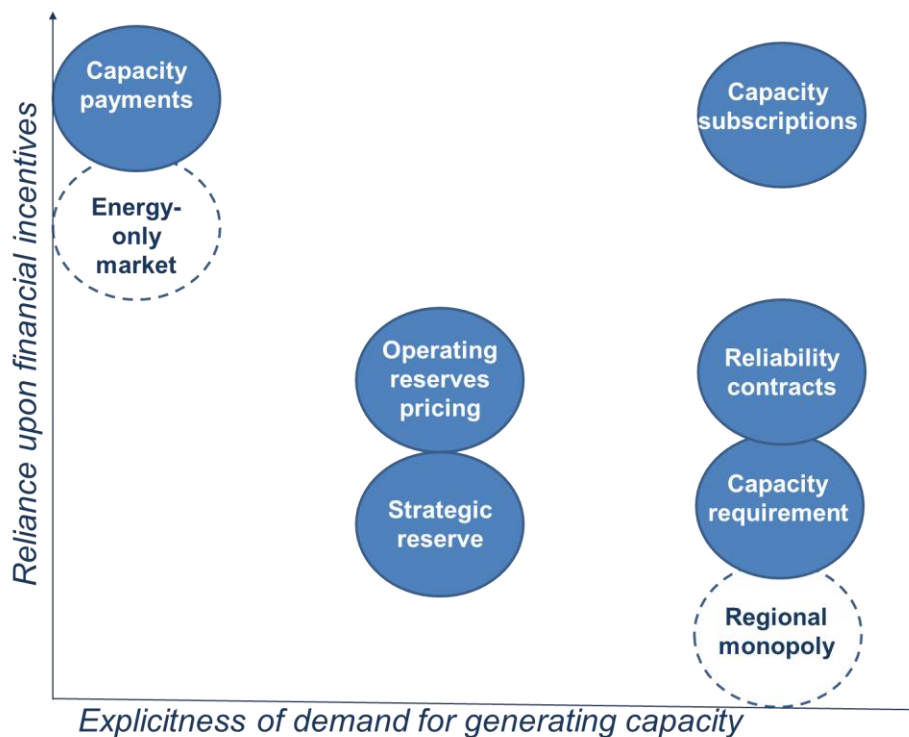 Reliance upon financial incentives
Capacity
payments
Capacity
subscriptions
Energy-
only
market
Operating
reserves
pricing
Reliability
contracts
Strategic
reserve
Capacity
requirement
Regional
monopoly
Explicitness of demand for generating capacity